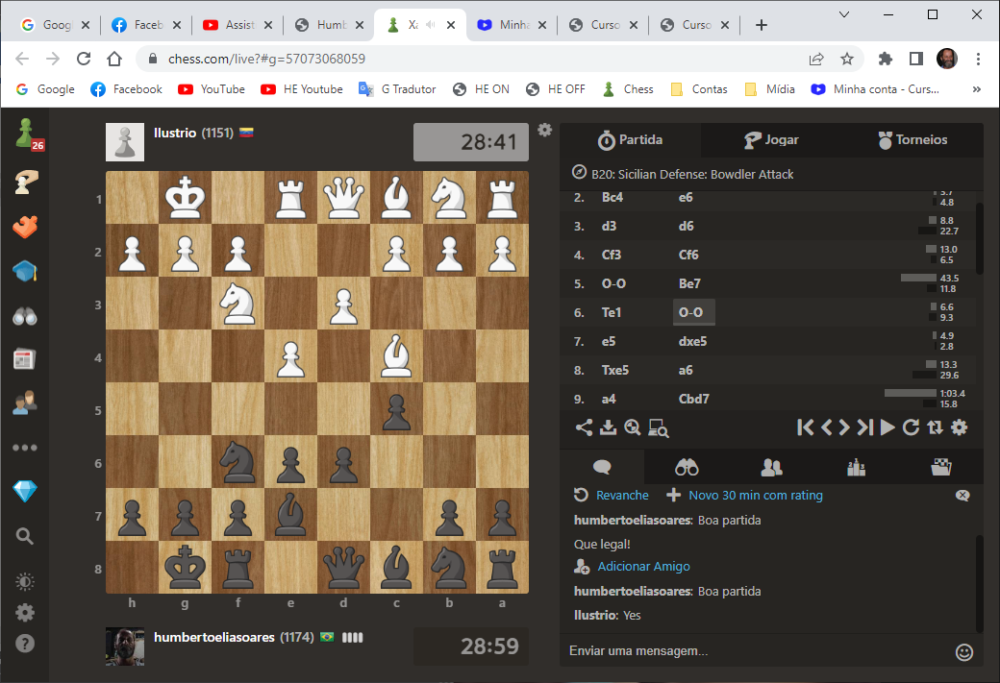 Goog
Faceb
Assist
Humb
Xa
Minha
Curso
Curso
chess.com/live?#g=57073068059
Google
Facebook
YouTube
HE Youtube
G Tradutor
HE ON
HE OFF
Chess
Contas
Mídia
Minha conta - Curs...
»
26
llustrio (1151)
28:41
1
2
3
4
5
6
7
8
h g f e d c b a
humbertoeliasoares (1174)
28:59
Partida
Jogar
Torneios
B20: Sicilian Defense: Bowdler Attack
2. Bc4 e6 3.7
4.8
3. d3 d6 8.8
22.7
4. Cf3 Cf6 13.0
6.5
5. O-O Be7 43.5
11.8
6. Te1 O-O 6.6
9.3
7. e5 dxe5 4.9
2.8
8. Txe5 a6 13.3
29.6
9. a4 Cbd7 1:03.4
15.8
Revanche
Novo 30 min com rating
humbertoeliasoares: Boa partida
Que legal!
Adicionar Amigo
humbertoeliasoares: Boa partida
llustrio: Yes
Enviar uma mensagem...